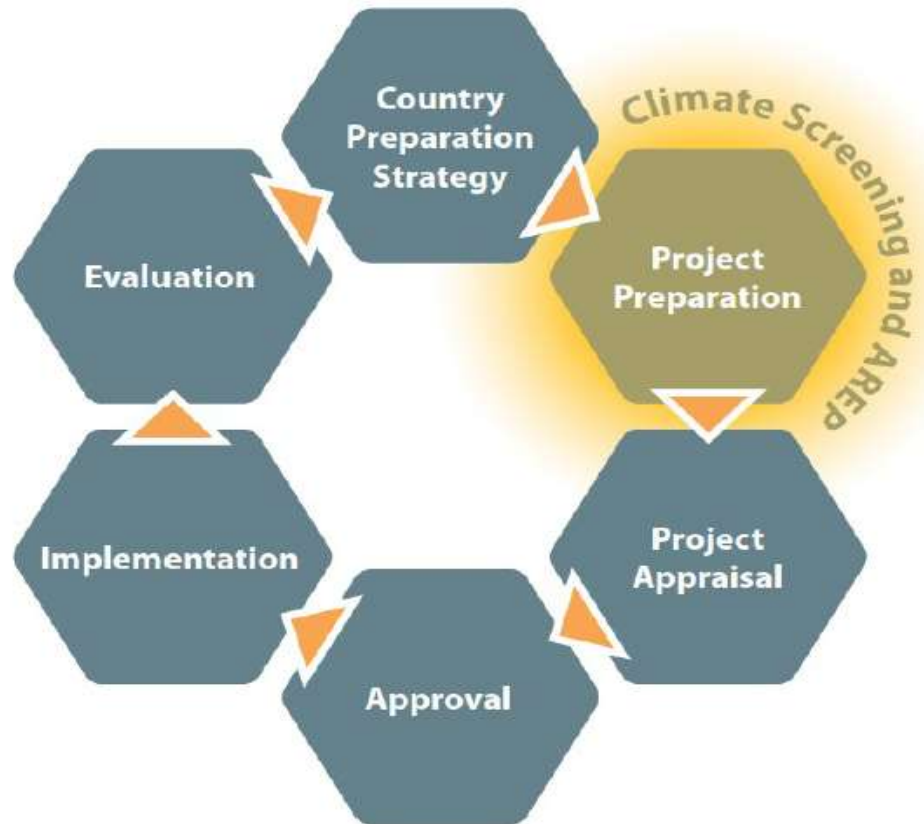 Country
Preparation
Strategy
Climate Screening and AREP
Project
Preparation
Evaluation
Project
Appraisal
Implementation
Approval